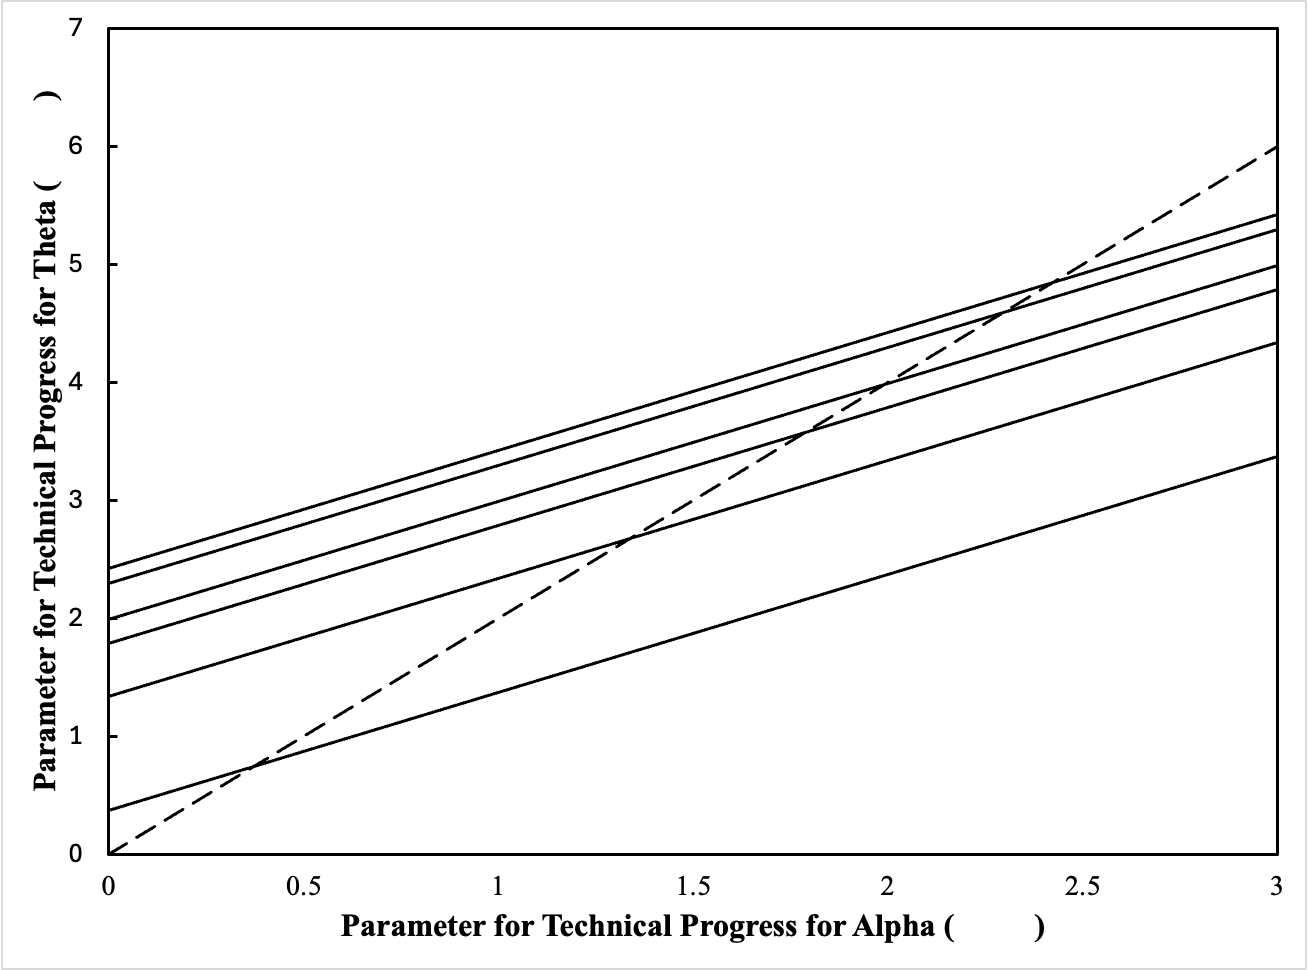 7
6
5
4
3
2
1
0
Parameter for Technical Progress for Theta (      )
0 0.5 1 1.5 2 2.5 3
Parameter for Technical Progress for Alpha (      )